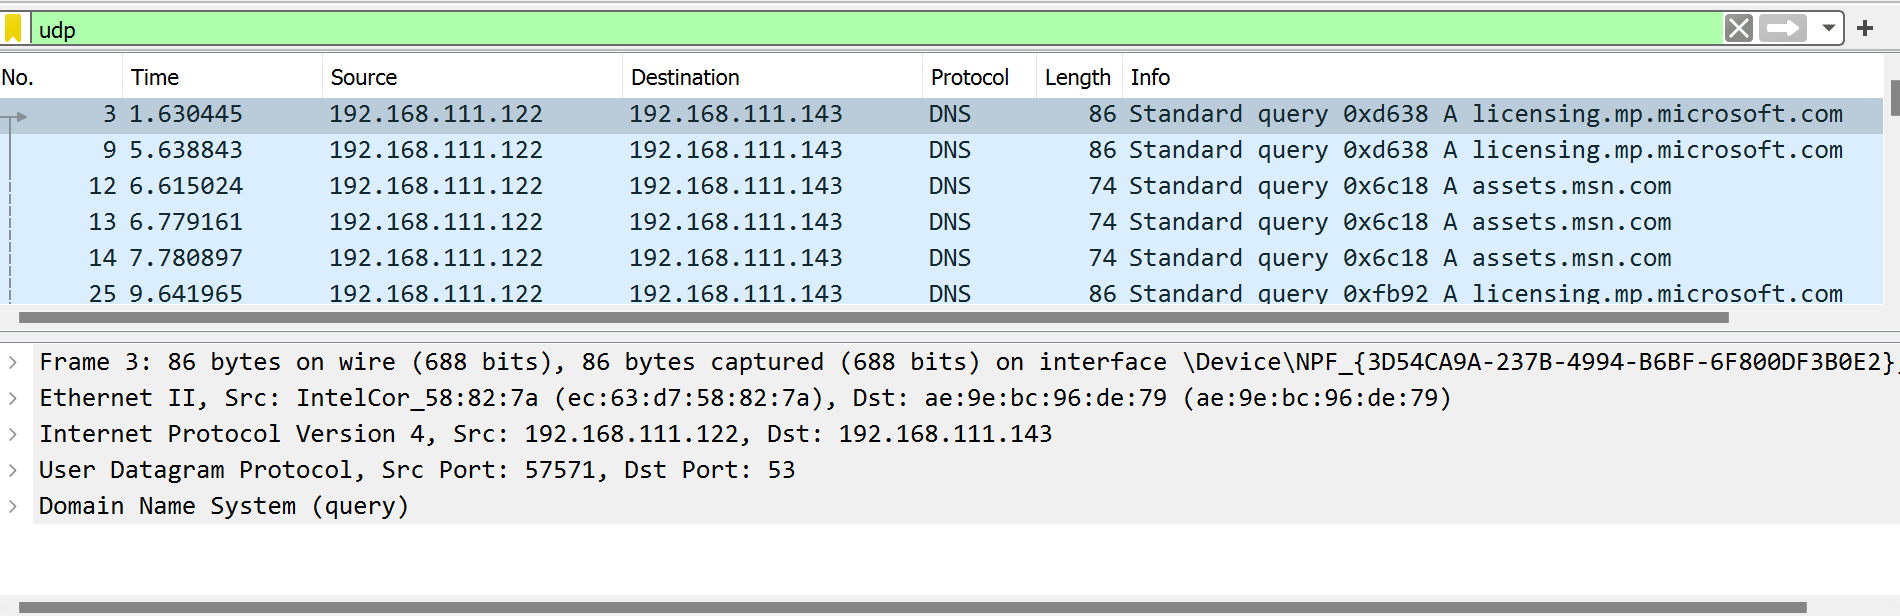 udp
No. Time Source Destination Protocol Length Info
3 1.630445 192.168.111.122 192.168.111.143 DNS 86 Standard query 0xd638 A licensing.mp.microsoft.com
9 5.638843 192.168.111.122 192.168.111.143 DNS 86 Standard query 0xd638 A licensing.mp.microsoft.com
12 6.615024 192.168.111.122 192.168.111.143 DNS 74 Standard query 0x6c18 A assets.msn.com
13 6.779161 192.168.111.122 192.168.111.143 DNS 74 Standard query 0x6c18 A assets.msn.com
14 7.780897 192.168.111.122 192.168.111.143 DNS 74 Standard query 0x6c18 A assets.msn.com
25 9.641965 192.168.111.122 192.168.111.143 DNS 86 Standard query 0xfb92 A licensing.mp.microsoft.com
Frame 3: 86 bytes on wire (688 bits), 86 bytes captured (688 bits) on interface \Device\NPF_{3D54CA9A-237B-4994-B6BF-6F800DF3B0E2},
Ethernet II, Src: IntelCor_58:82:7a (ec:63:d7:58:82:7a), Dst: ae:9e:bc:96:de:79 (ae:9e:bc:96:de:79)
Internet Protocol Version 4, Src: 192.168.111.122, Dst: 192.168.111.143
User Datagram Protocol, Src Port: 57571, Dst Port: 53
Domain Name System (query)